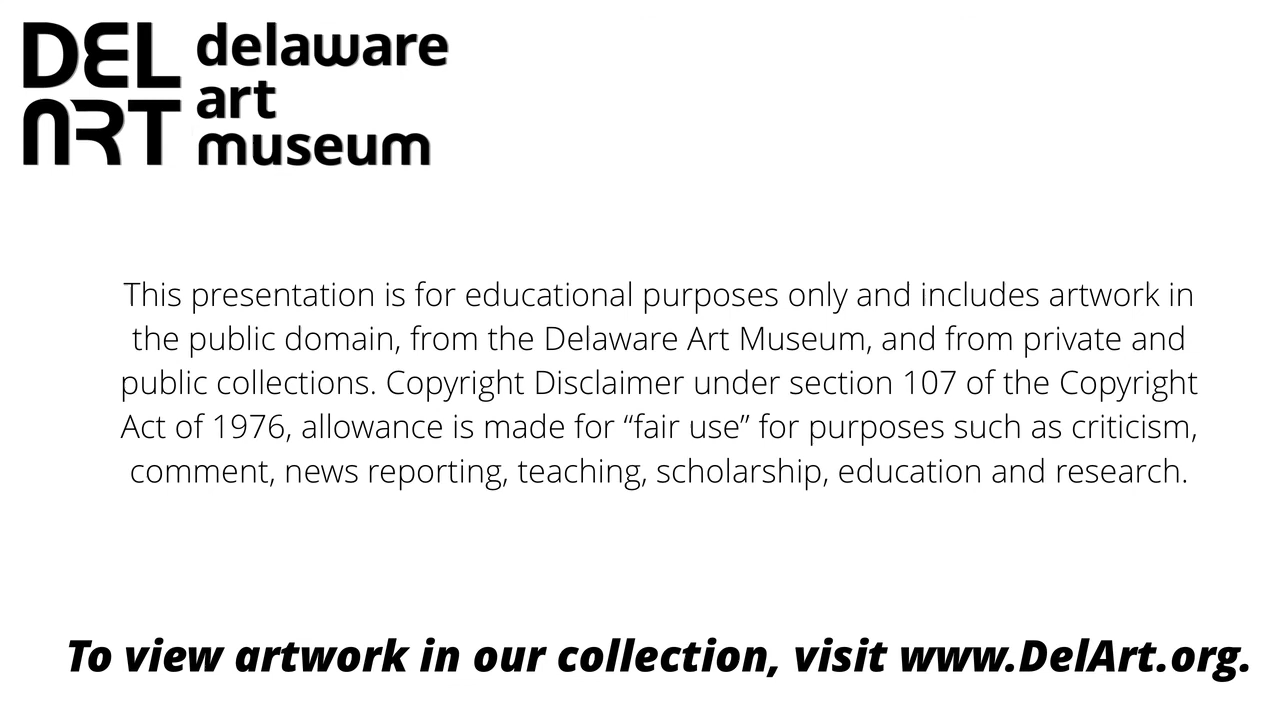 DEL
ART
delaware
art
museum
This presentation is for educational purposes only and includes artwork in
the public domain, from the Delaware Art Museum, and from private and
public collections. Copyright Disclaimer under section 107 of the Copyright
Act of 1976, allowance is made for “fair use” for purposes such as criticism,
comment, news reporting, teaching, scholarship, education and research.
To view artwork in our collection, visit www.DelArt.org.